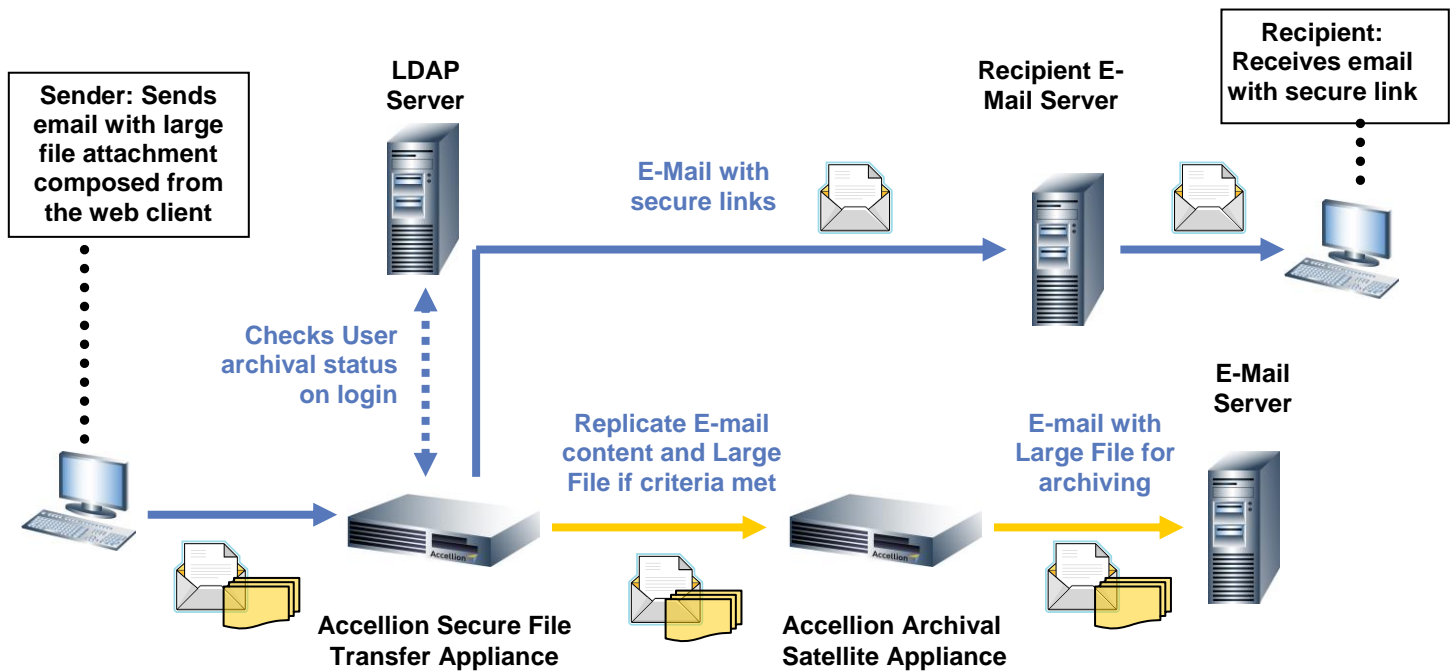 Sender: Sends
email with large
file attachment
composed from
the web client
LDAP
Server
Recipient E-
Mail Server
Recipient:
Receives email
with secure link
E-Mail with
secure links
Checks User
archival status
on login
Replicate E-mail
content and Large
File if criteria met
E-mail with
Large File for
archiving
E-Mail
Server
Accellion
Accellion
Accellion Secure File
Transfer Appliance
Accellion Archival
Satellite Appliance